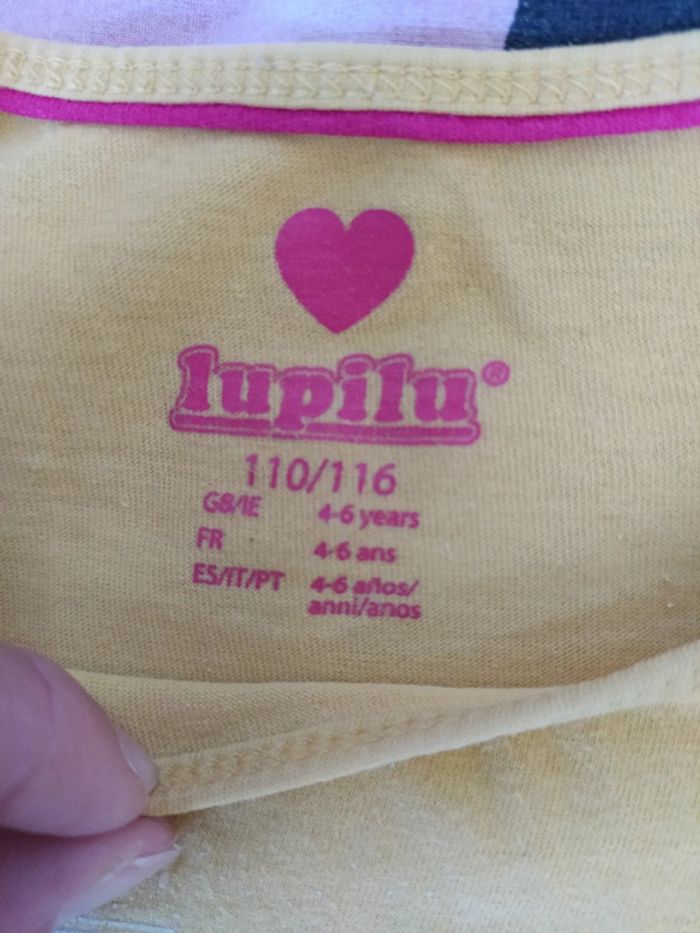 lupilu®
110/116
GB/IE 4-6 years
FR 4-6 ans
ES/IT/PT 4-6 años/
anni/anos